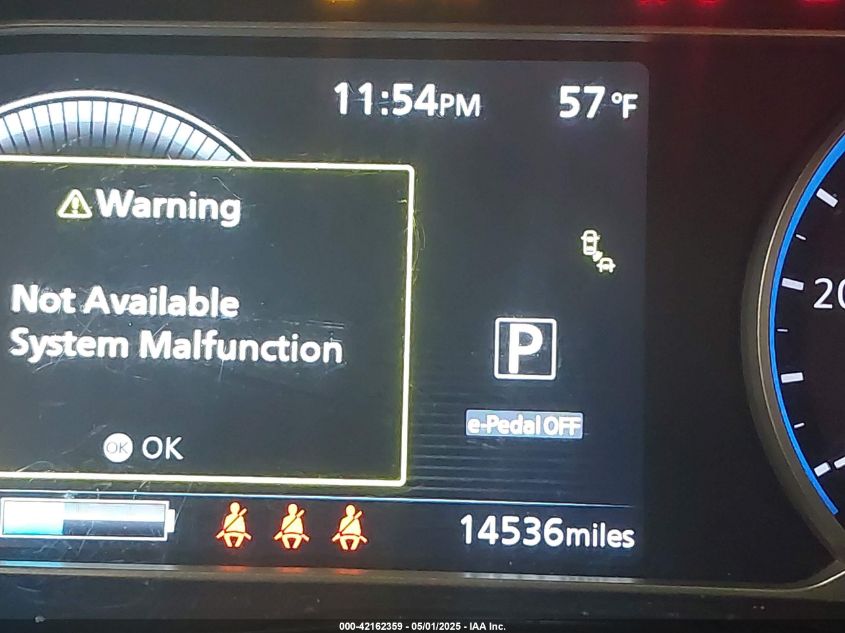 11:54PM 57°F
Warning
Not Available
System Malfunction
P
OK OK
e-Pedal OFF
14536miles
000-42162359 - 05/01/2025 - IAA Inc.